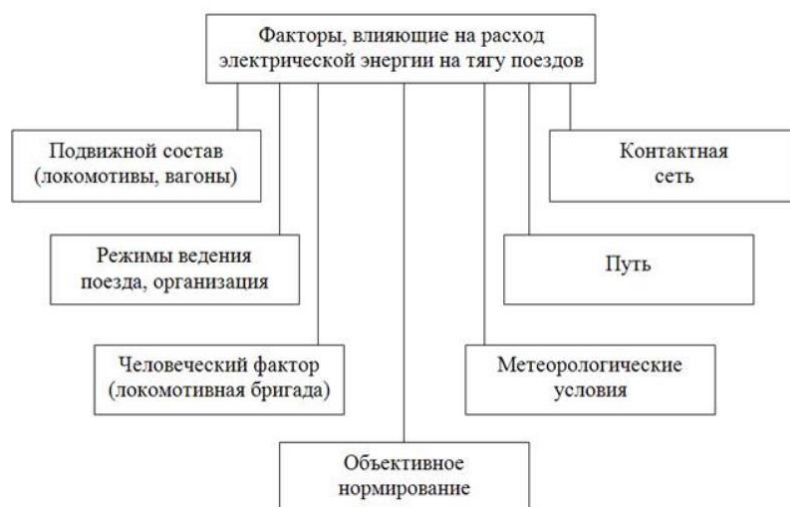 Факторы, влияющие на расход
электрической энергии на тягу поездов
Подвижной состав
(локомотивы, вагоны)
Контактная
сеть
Режимы ведения
поезда, организация
Путь
Человеческий фактор
(локомотивная бригада)
Метеорологические
условия
Объективное
нормирование